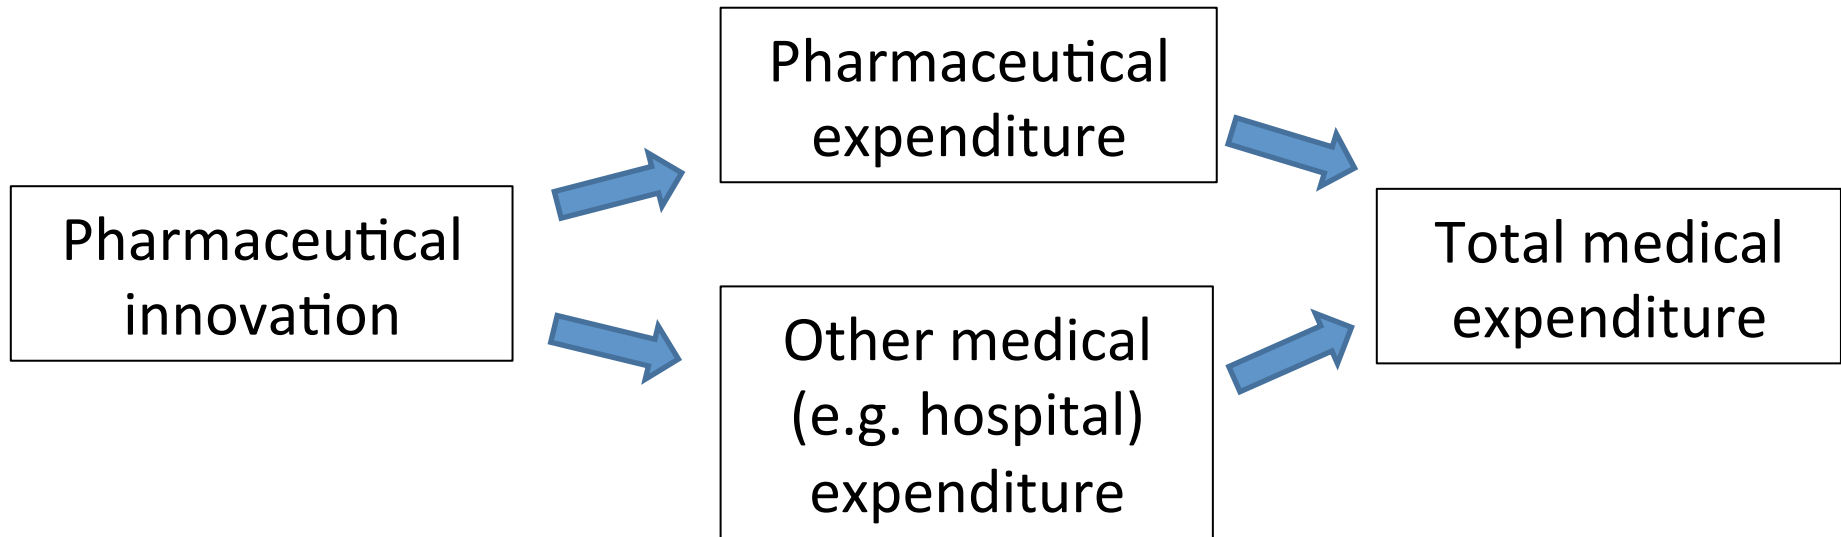 Pharmaceutical
innovation
Pharmaceutical
expenditure
Other medical
(e.g. hospital)
expenditure
Total medical
expenditure